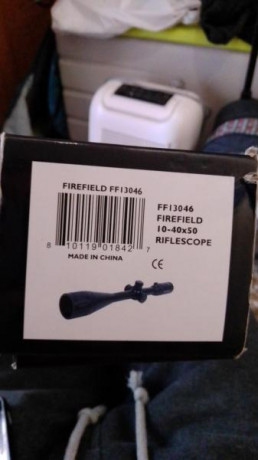 FIREFIELD FF13046
8 10119 01842 7
MADE IN CHINA
CE
FF13046
FIREFIELD
10-40x50
RIFLESCOPE